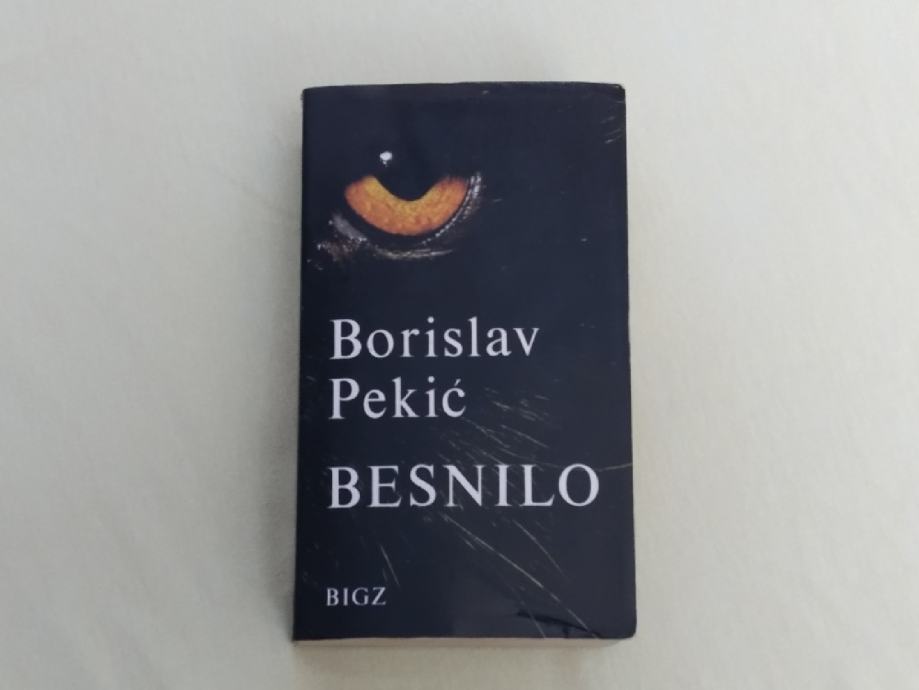 Borislav
Pekić
BESNILO
BIGZ